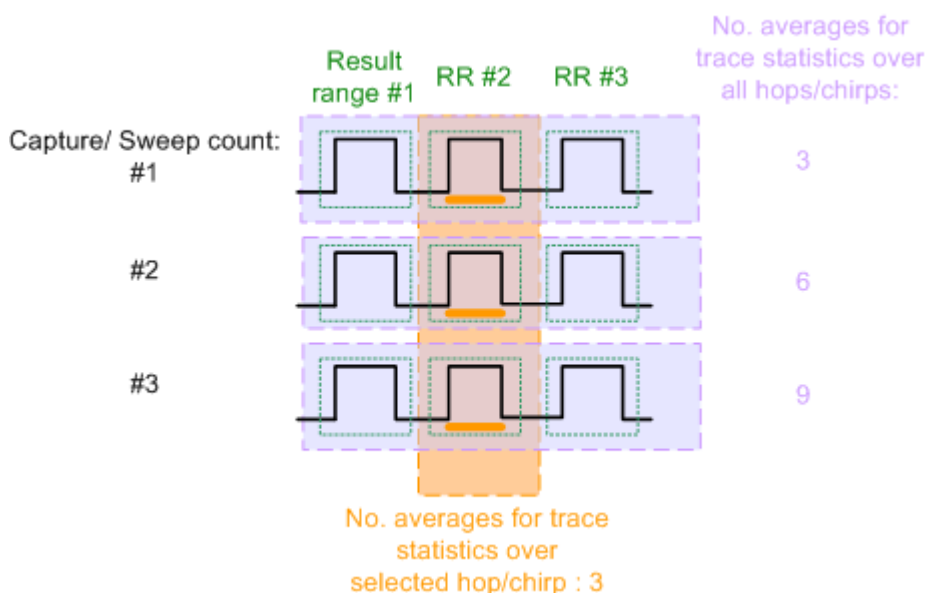 No. averages for
trace statistics over
all hops/chirps:
Result
range #1
RR #2
RR #3
Capture/ Sweep count:
#1
3
#2
6
#3
9
No. averages for trace
statistics over
selected hop/chirp : 3